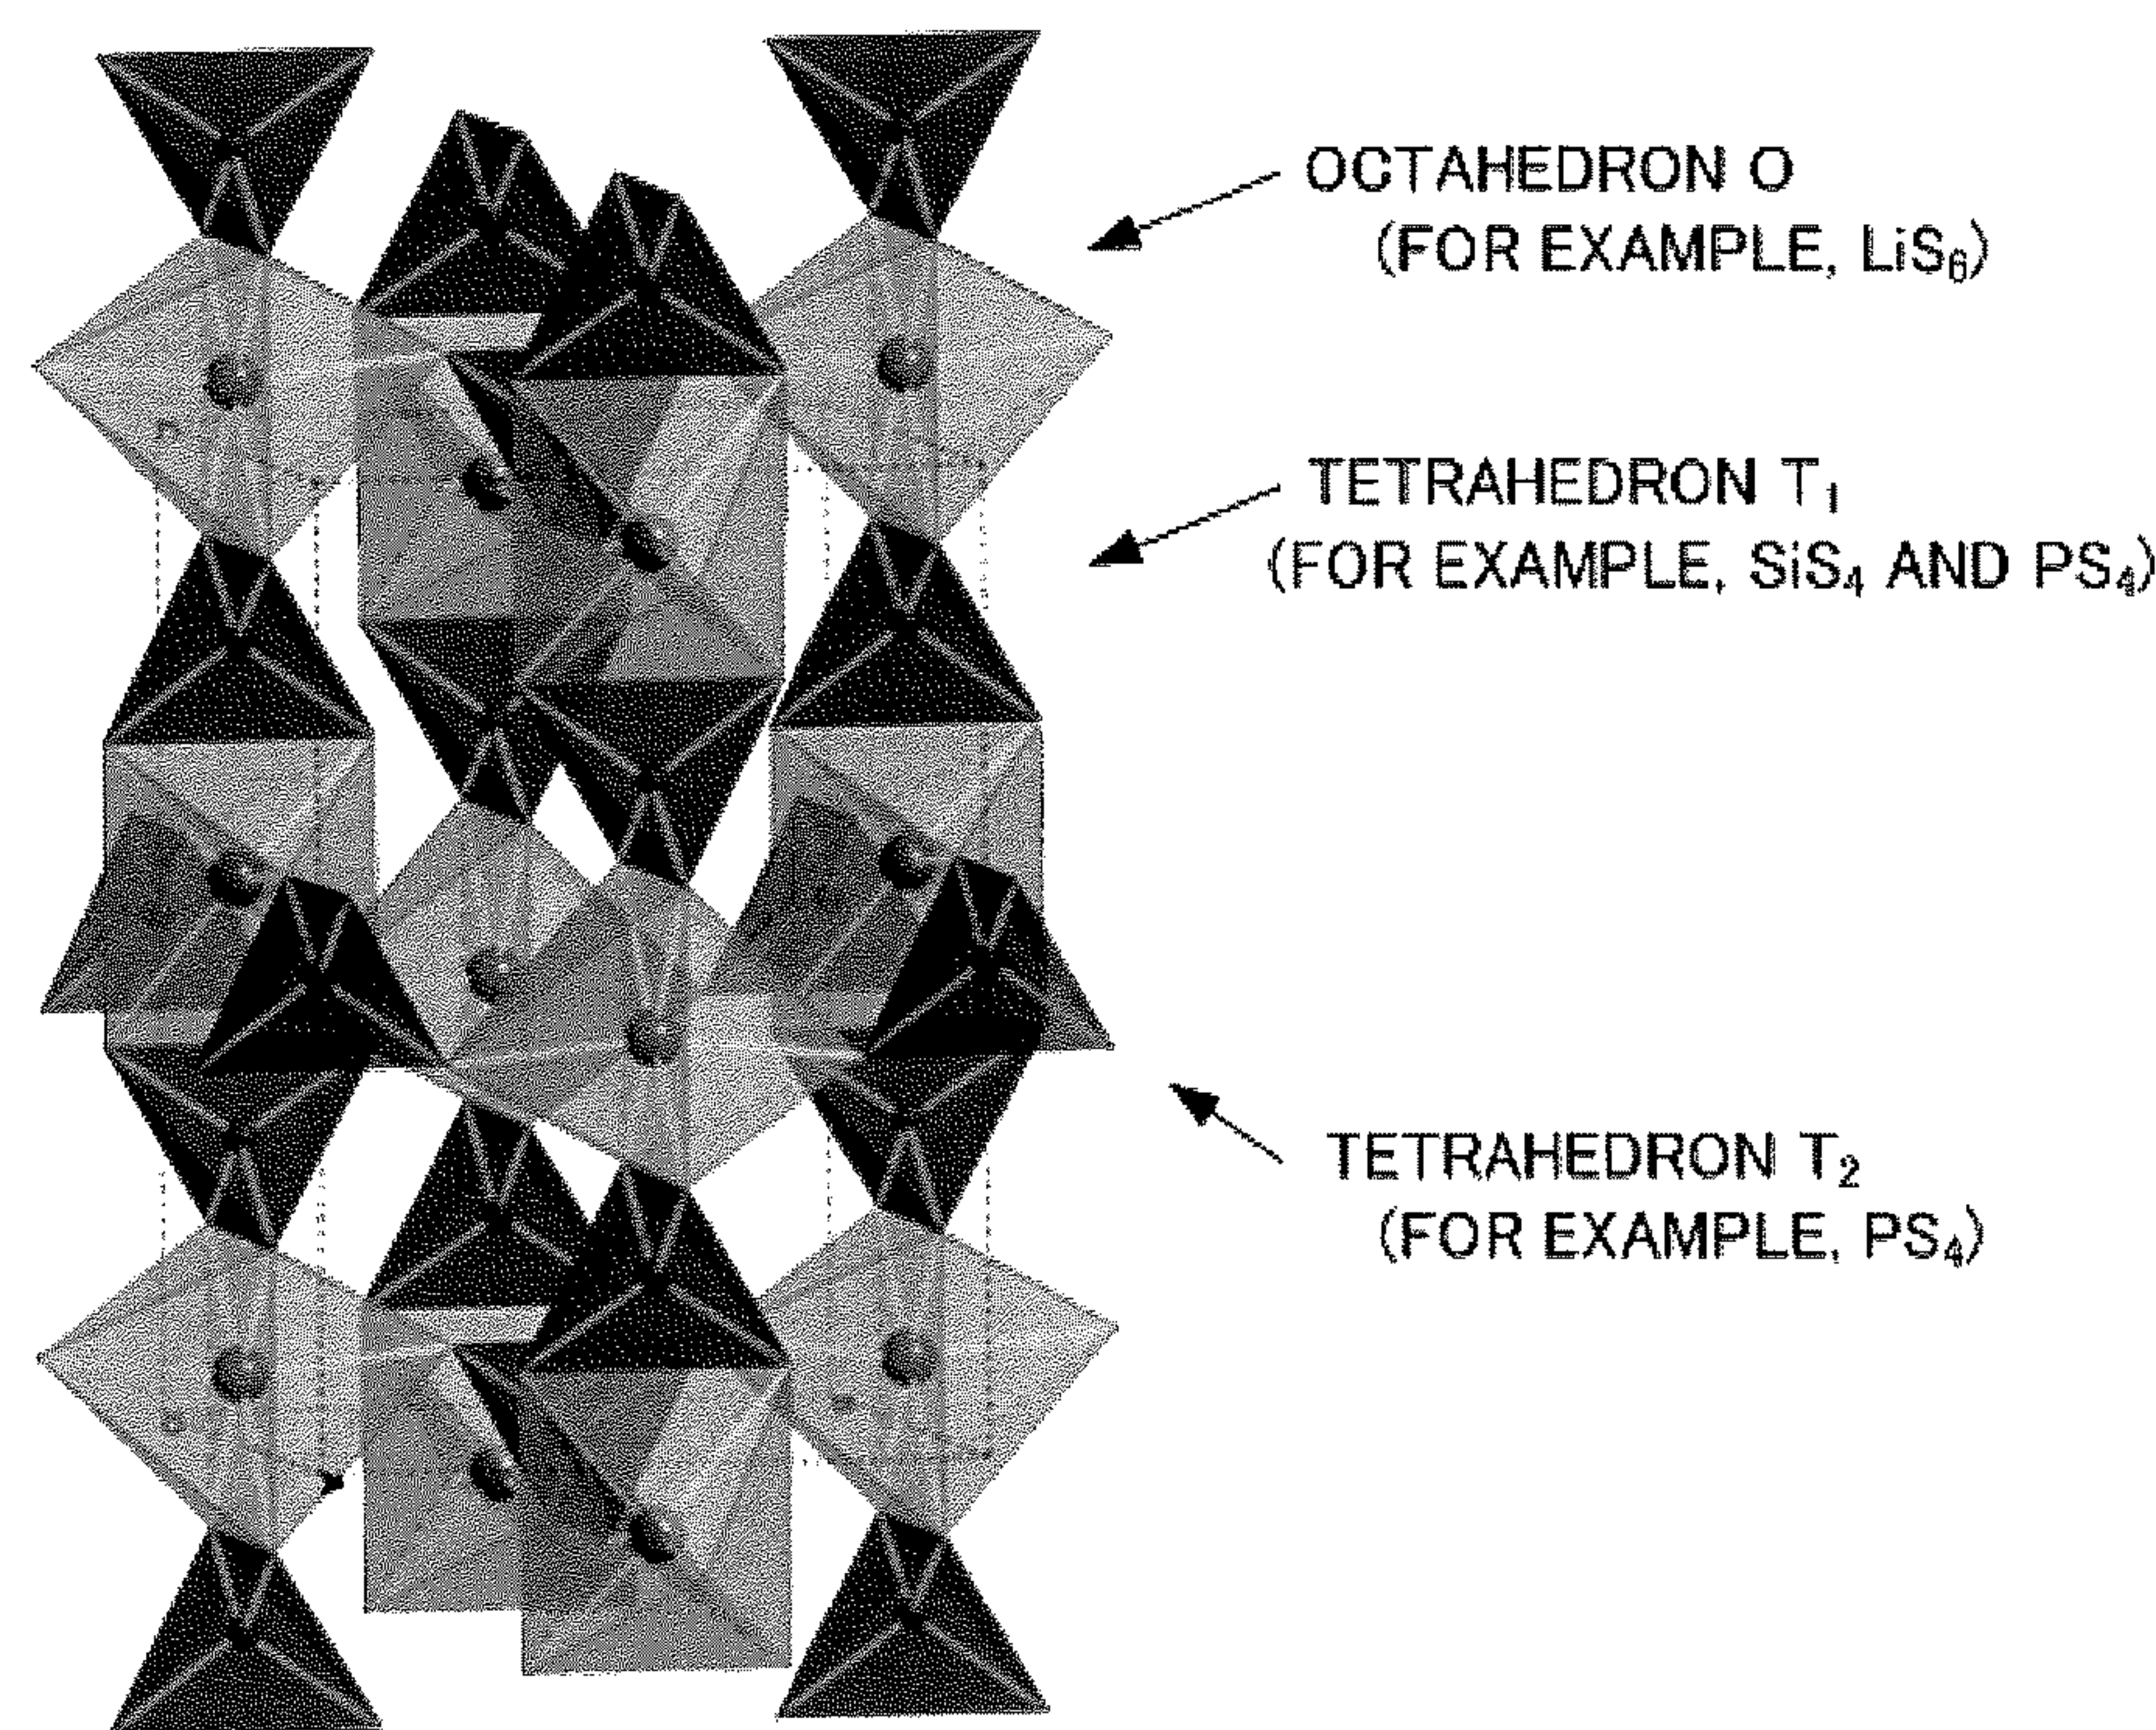 OCTAHEDRON O
(FOR EXAMPLE, LiS₆)
TETRAHEDRON T₁
(FOR EXAMPLE, SiS₄ AND PS₄)
TETRAHEDRON T₂
(FOR EXAMPLE, PS₄)